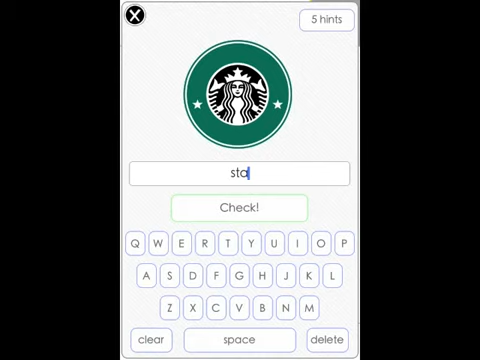 X
5 hints
sta
Check!
Q W E R T Y U I O P
A S D F G H J K L
Z X C V B N M
clear space delete